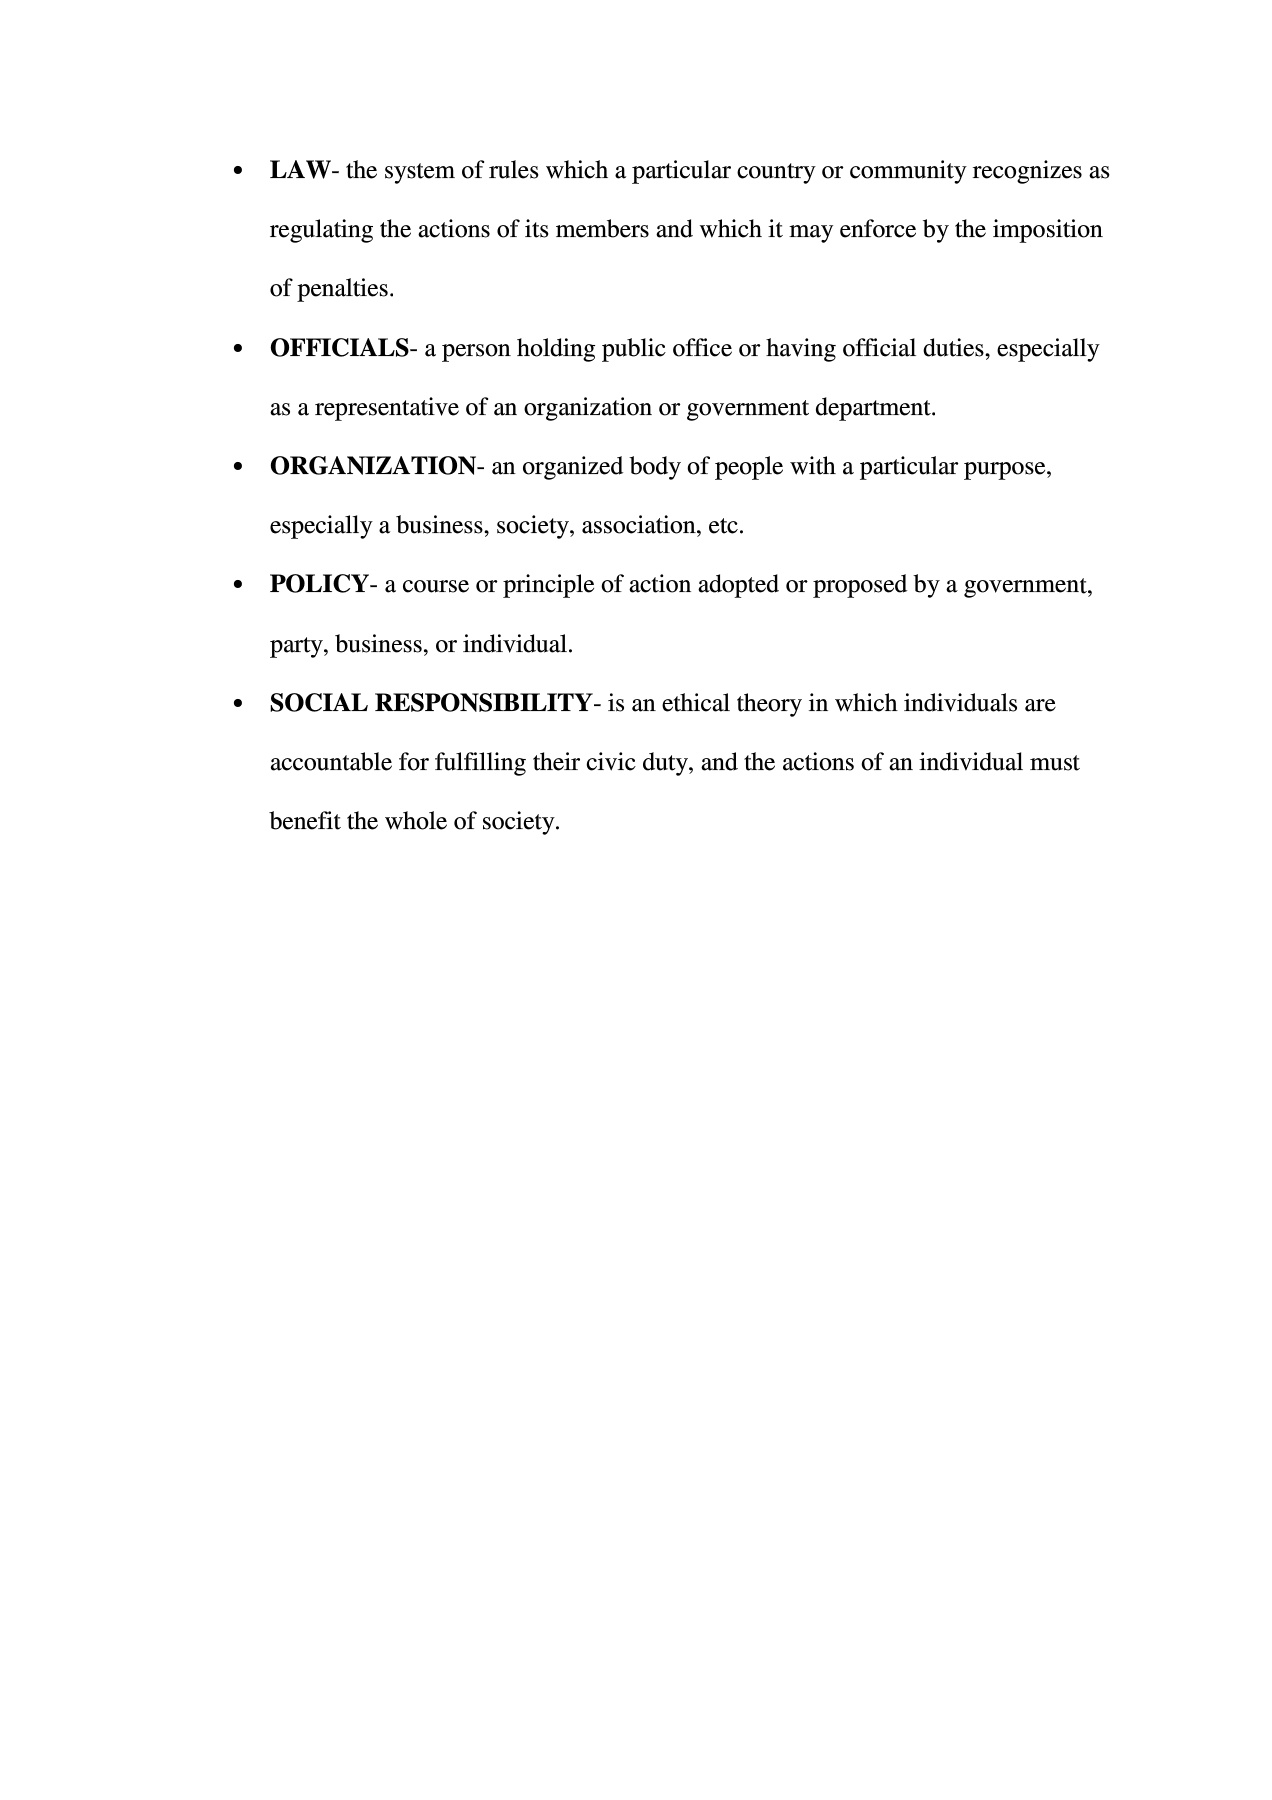 • LAW- the system of rules which a particular country or community recognizes as
regulating the actions of its members and which it may enforce by the imposition
of penalties.
• OFFICIALS- a person holding public office or having official duties, especially
as a representative of an organization or government department.
• ORGANIZATION- an organized body of people with a particular purpose,
especially a business, society, association, etc.
• POLICY- a course or principle of action adopted or proposed by a government,
party, business, or individual.
• SOCIAL RESPONSIBILITY- is an ethical theory in which individuals are
accountable for fulfilling their civic duty, and the actions of an individual must
benefit the whole of society.